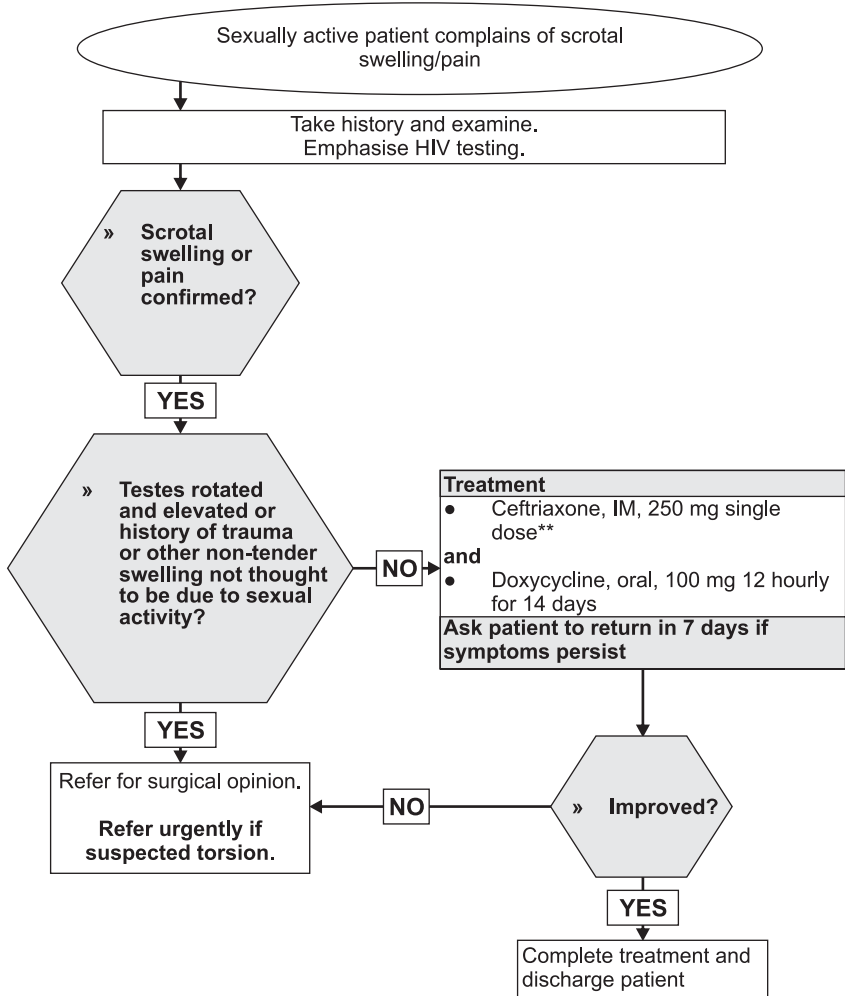 Sexually active patient complains of scrotal
swelling/pain
Take history and examine.
Emphasise HIV testing.
» Scrotal
swelling or
pain
confirmed?
YES
» Testes rotated
and elevated or
history of trauma
or other non-tender
swelling not thought
to be due to sexual
activity?
NO
Treatment
● Ceftriaxone, IM, 250 mg single
dose**
and
● Doxycycline, oral, 100 mg 12 hourly
for 14 days
Ask patient to return in 7 days if
symptoms persist
YES
Refer for surgical opinion.
Refer urgently if
suspected torsion.
NO
» Improved?
YES
Complete treatment and
discharge patient